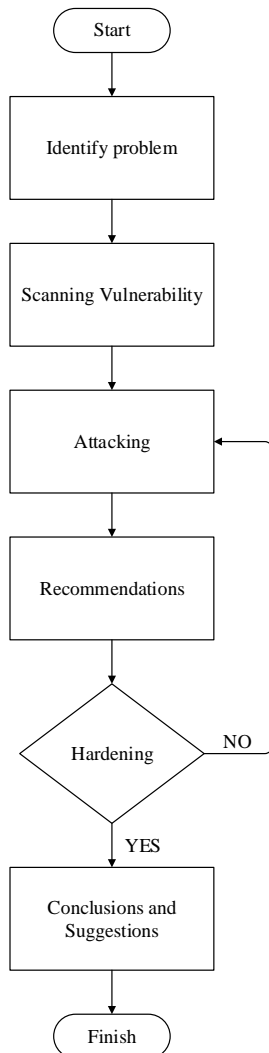 Start
Identify problem
Scanning Vulnerability
Attacking
Recommendations
Hardening
NO
YES
Conclusions and
Suggestions
Finish